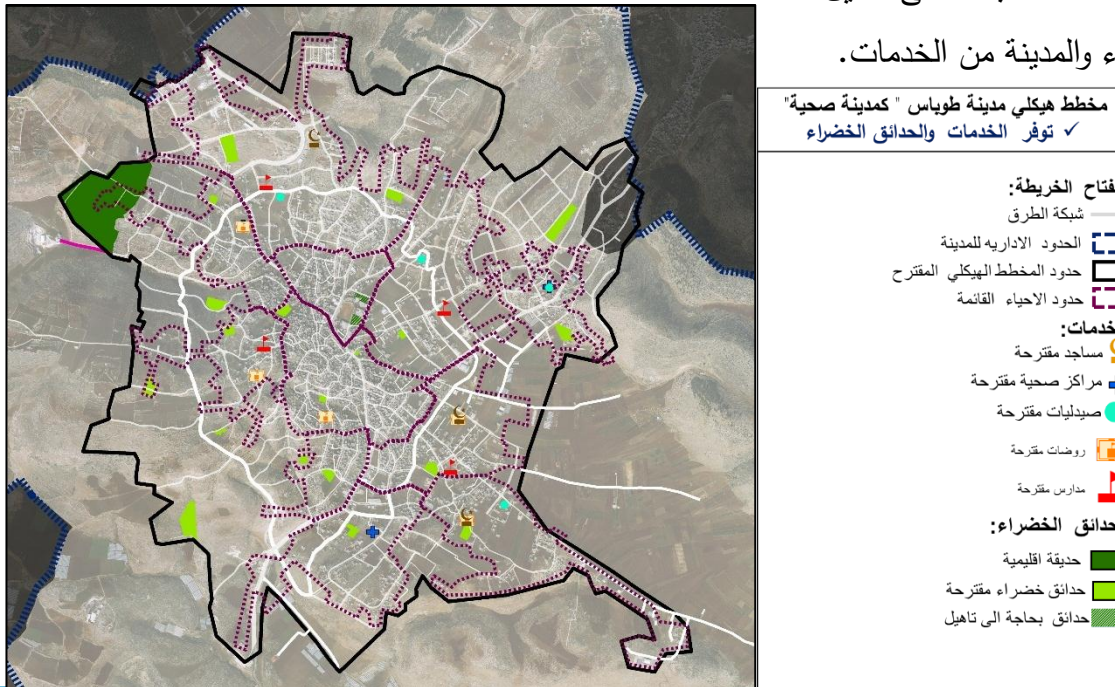 ء والمدينة من الخدمات.
مخطط هيكلي مدينة طوباس " كمدينة صحية"
✓ توفر الخدمات والحدائق الخضراء
فتاح الخريطة:
شبكة الطرق
الحدود الاداريه للمدينة
حدود المخطط الهيكلي المقترح
حدود الاحياء القائمة
خدمات:
مساجد مقترحة
مراكز صحية مقترحة
صيدليات مقترحة
روضات مقترحة
مدارس مقترحة
حدائق الخضراء:
حديقة اقليمية
حدائق خضراء مقترحة
حدائق بحاجة الى تاهيل